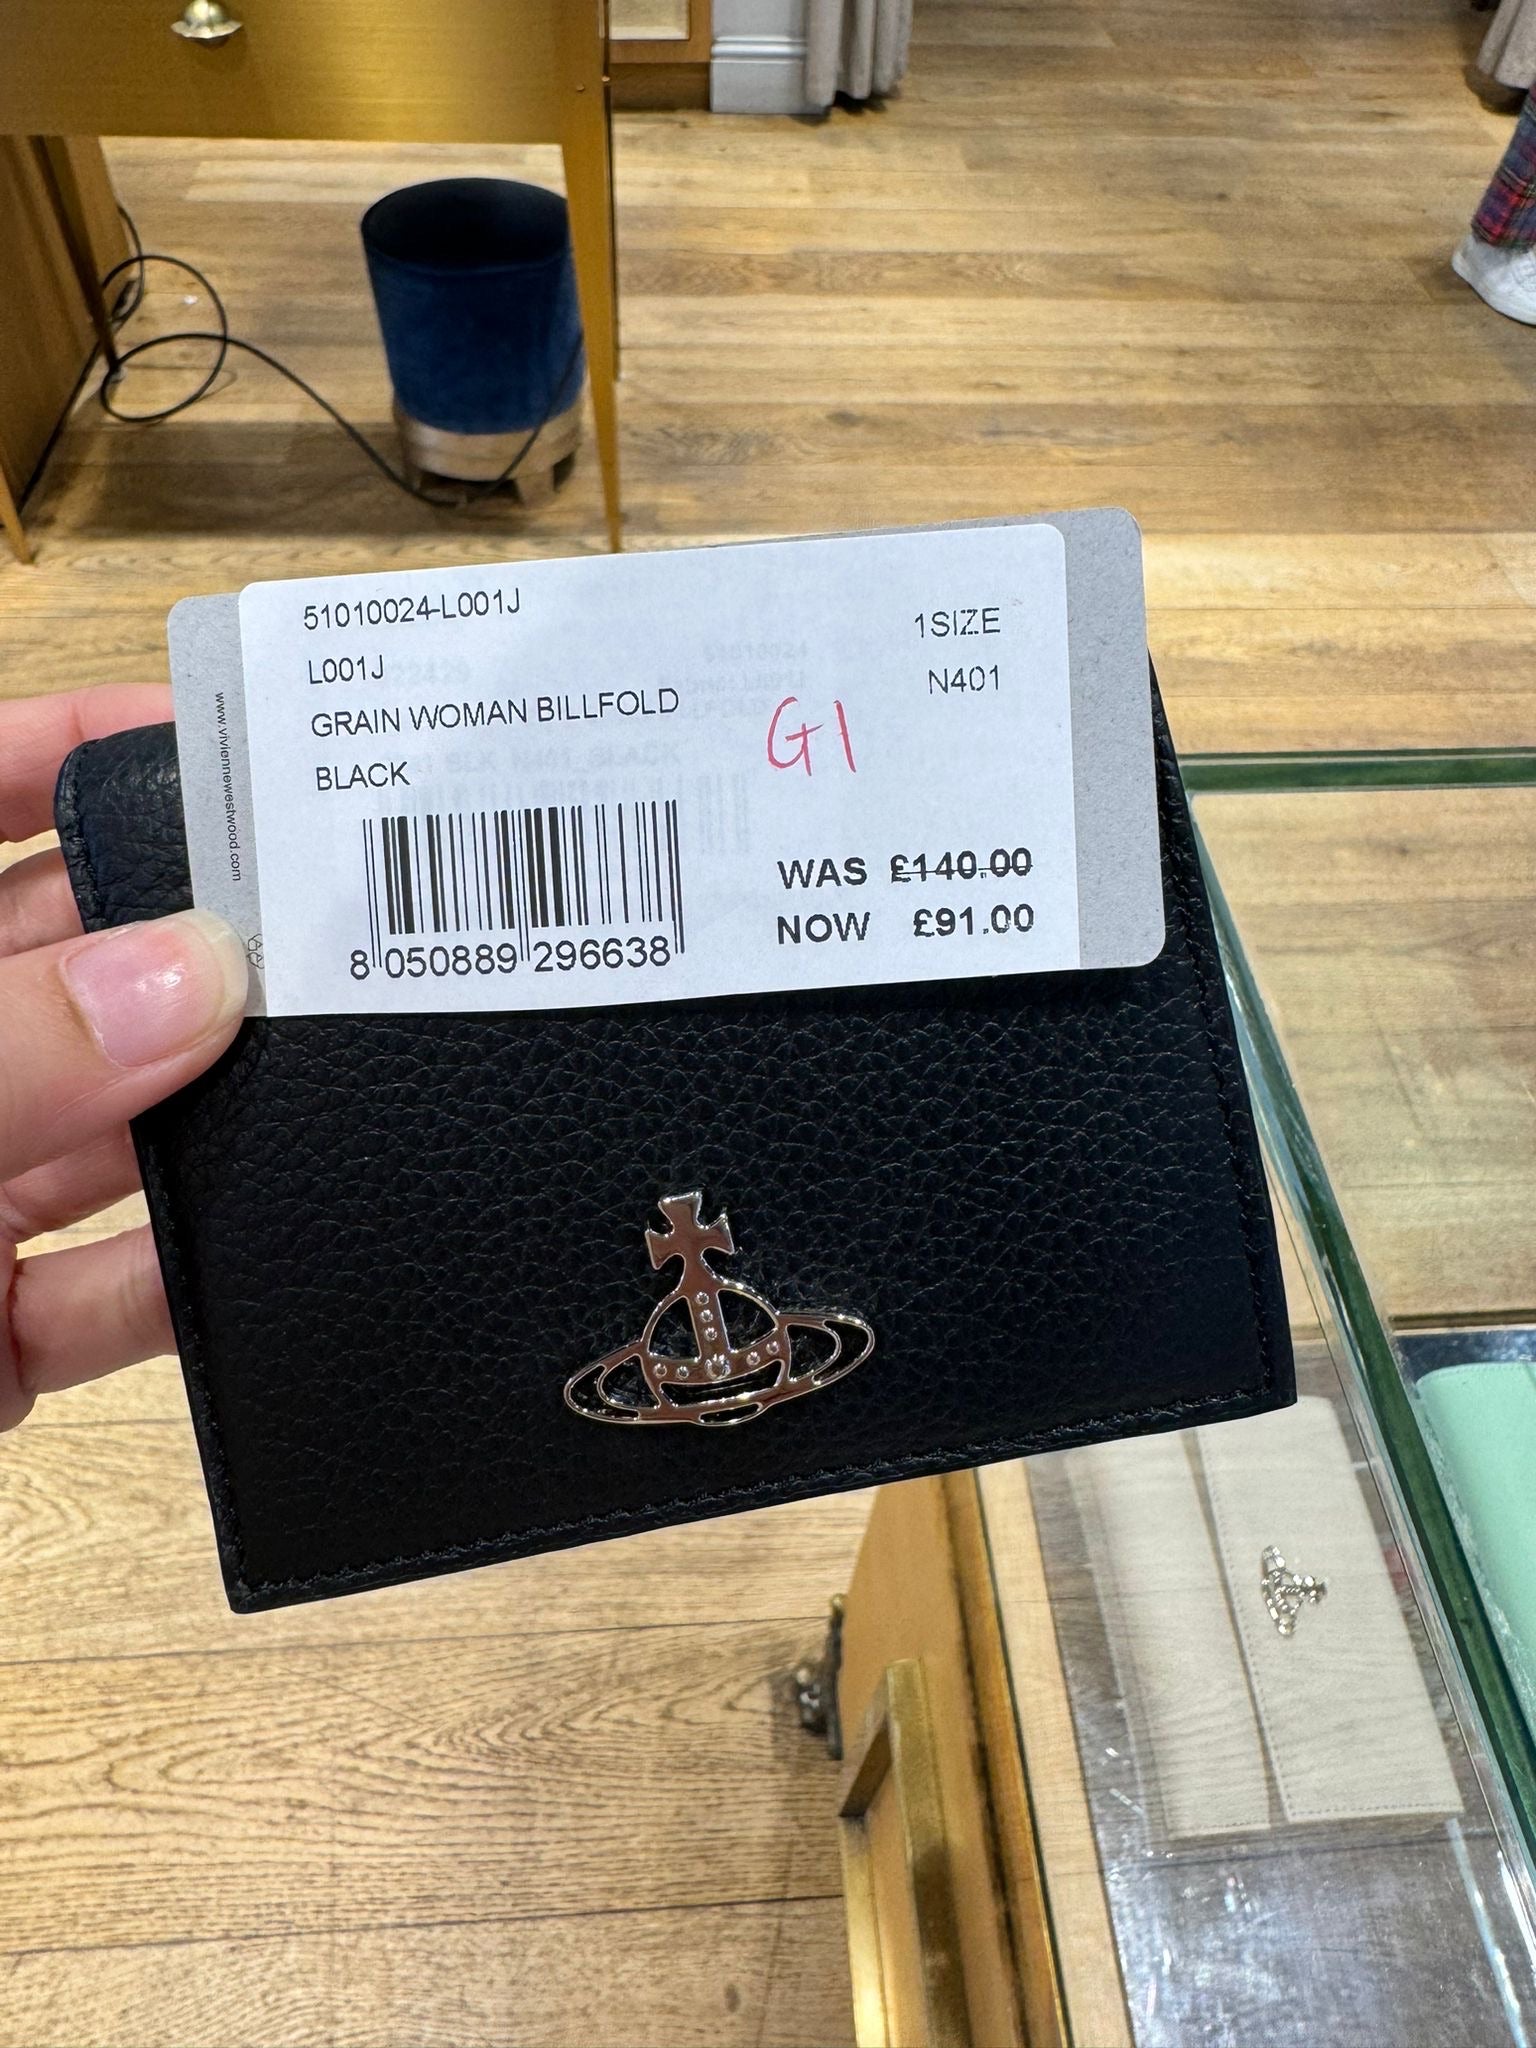 51010024-L001J
1SIZE
L001J
N401
GRAIN WOMAN BILLFOLD
G1
BLACK
WAS £140.00
NOW £91.00
8 050889 296638
www.viviennewestwood.com